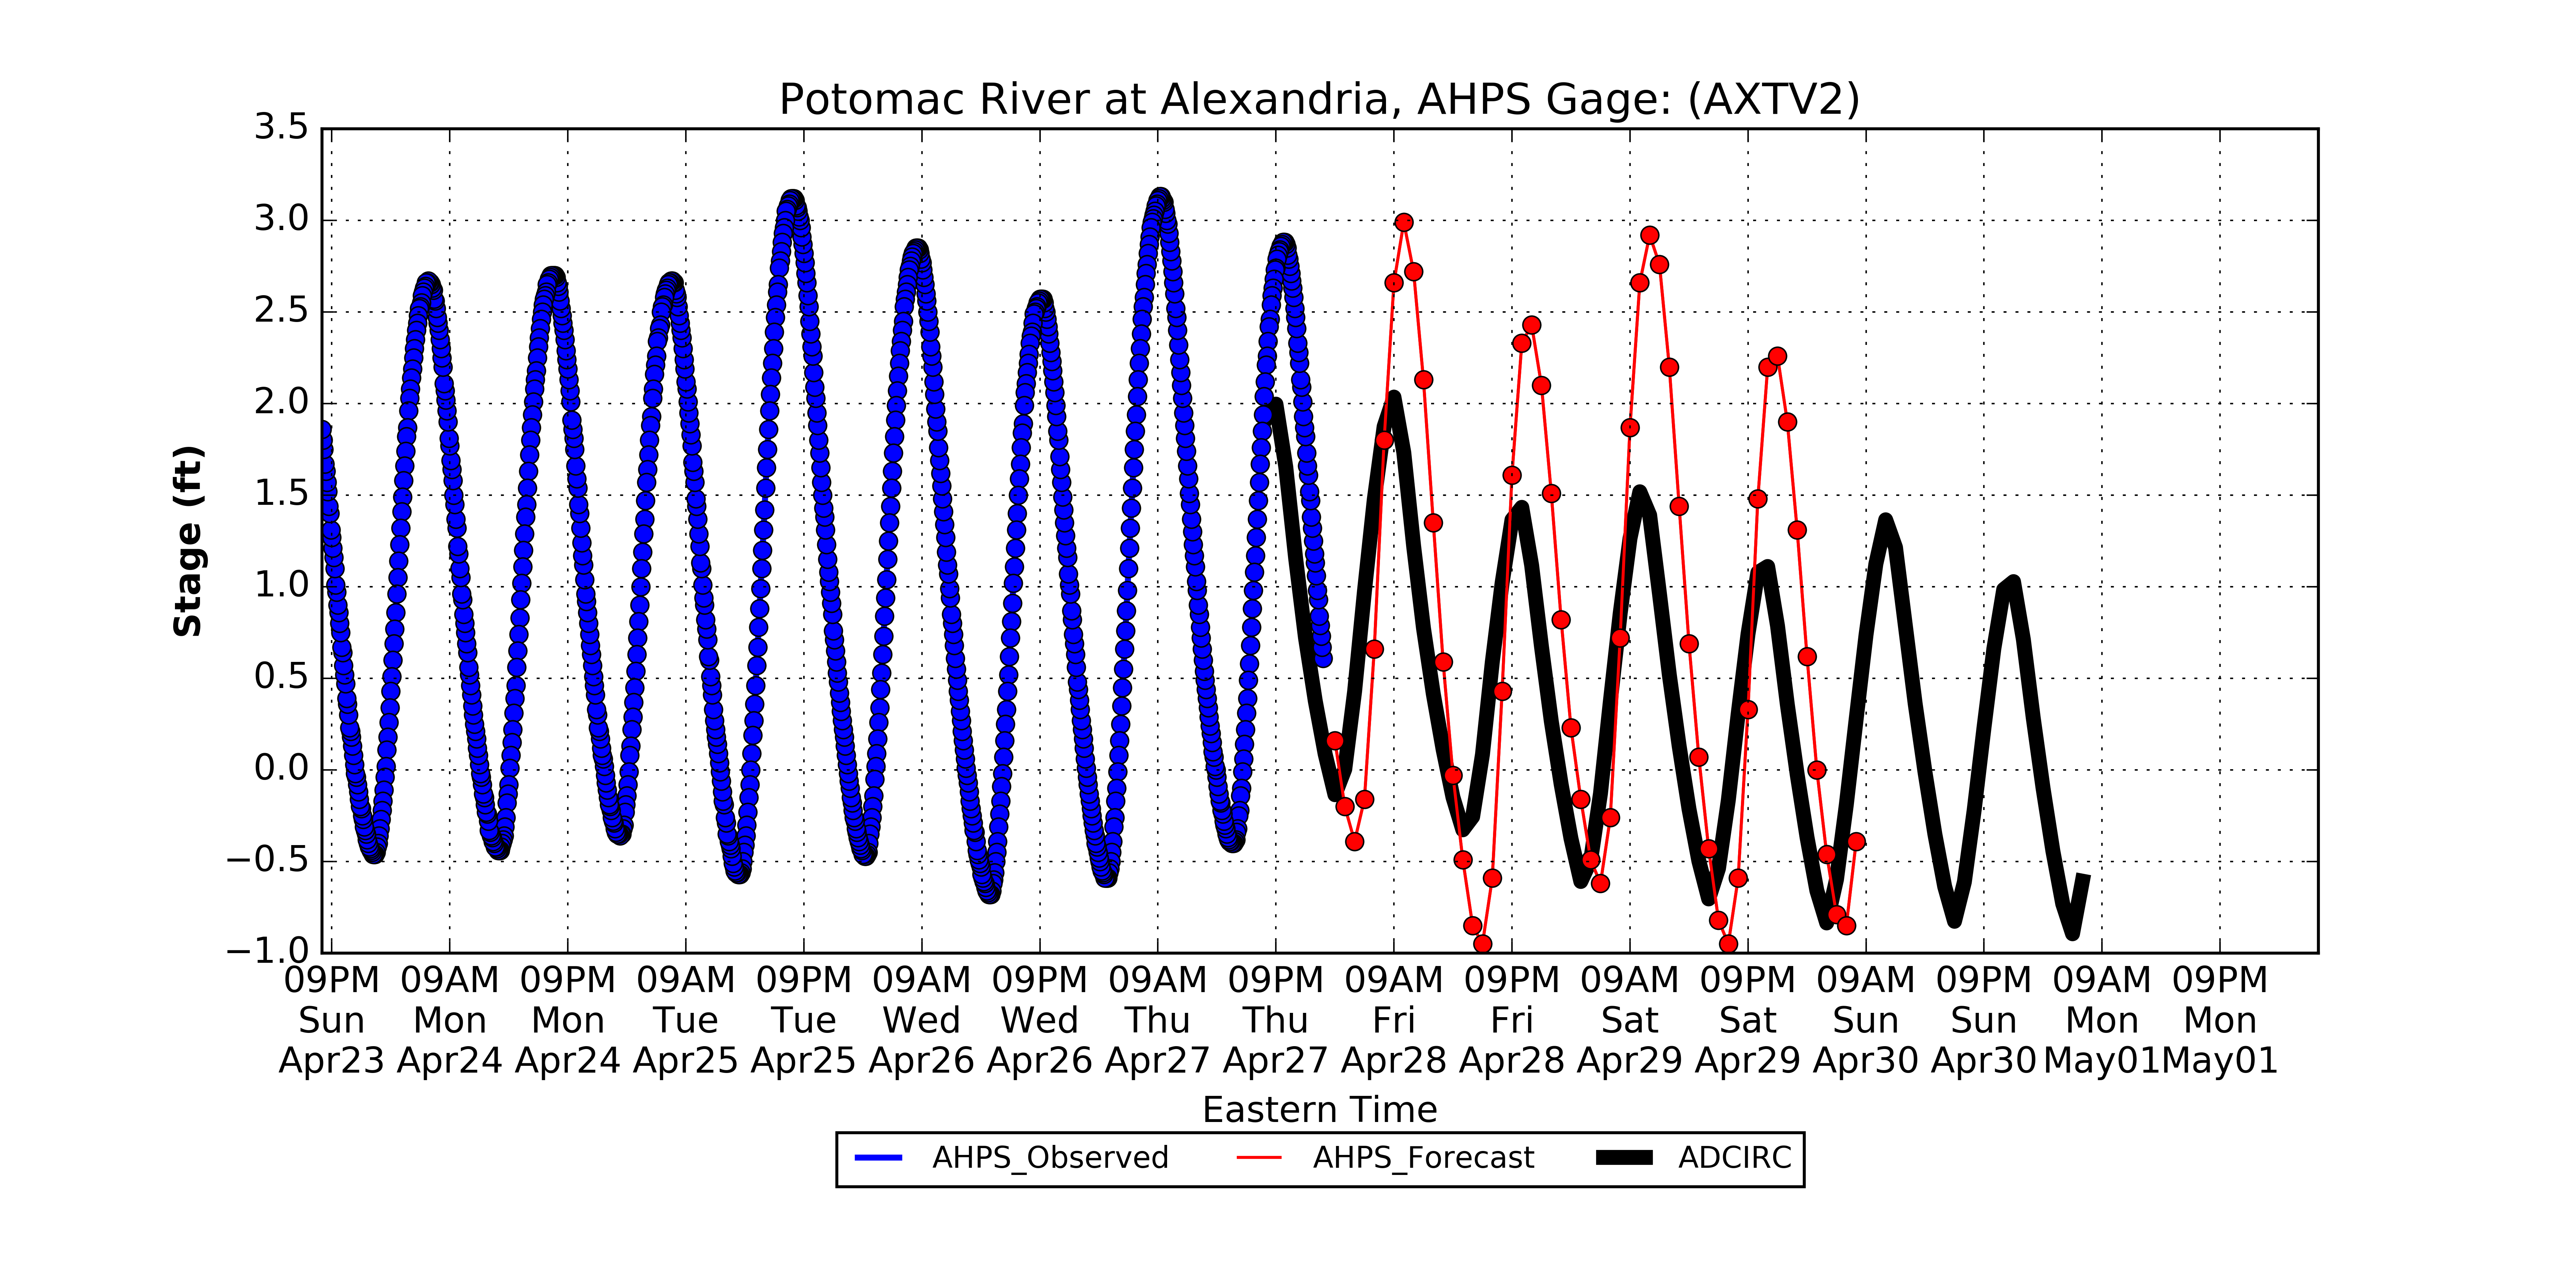 Potomac River at Alexandria, AHPS Gage: (AXTV2)
3.5
3.0
2.5
2.0
1.5
1.0
0.5
0.0
−0.5
−1.0
Stage (ft)
09PM 09AM 09PM 09AM 09PM 09AM 09PM 09AM 09PM 09AM 09PM 09AM 09PM 09AM 09PM 09AM 09PM
Sun Mon Mon Tue Tue Wed Wed Thu Thu Fri Fri Sat Sat Sun Sun Mon Mon
Apr23 Apr24 Apr24 Apr25 Apr25 Apr26 Apr26 Apr27 Apr27 Apr28 Apr28 Apr29 Apr29 Apr30 Apr30 May01 May01
Eastern Time
AHPS_Observed AHPS_Forecast ADCIRC